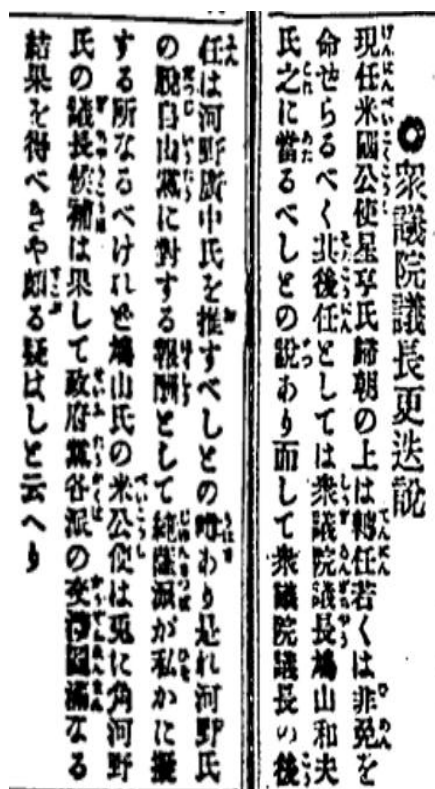 ◎衆議院議長更迭説
現任米國公使星亨氏歸朝の上は轉任若くは非免を
命せらるべく其後任としては衆議院議長鳩山和夫
氏之に當るべしとの説あり而して衆議院議長の後
任は河野廣中氏を推すべしとの噂あり是れ河野氏
の脱自由黨に對する報酬として純薩派が私かに擬
する所なるべけれど鳩山氏の米公使は兎に角河野
氏の議長候補は果して政府黨各派の圓滿なる
結果を得べきや頗る疑はしと云へり